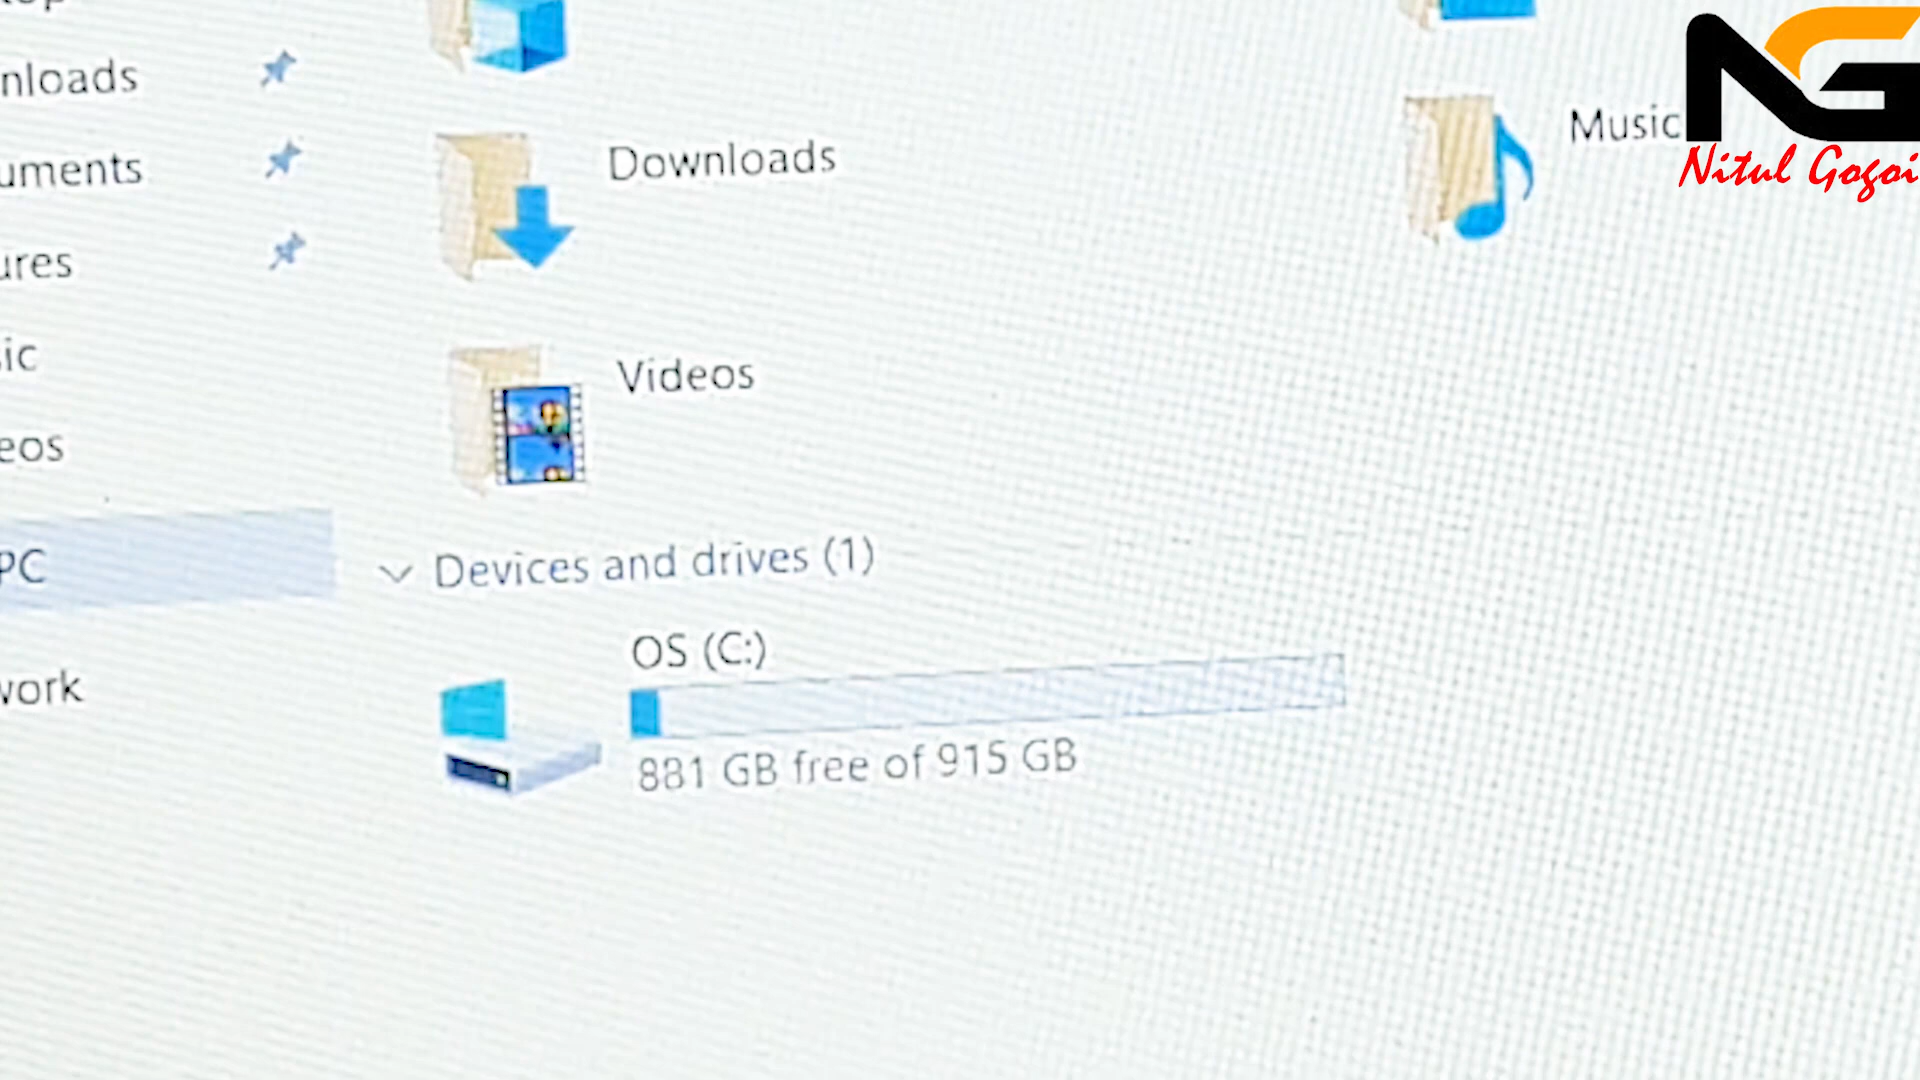 nloads
uments
ures
ic
eos
PC
work
Downloads
Videos
Music
Devices and drives (1)
OS (C:)
881 GB free of 915 GB
NG
Nitul Gogoi